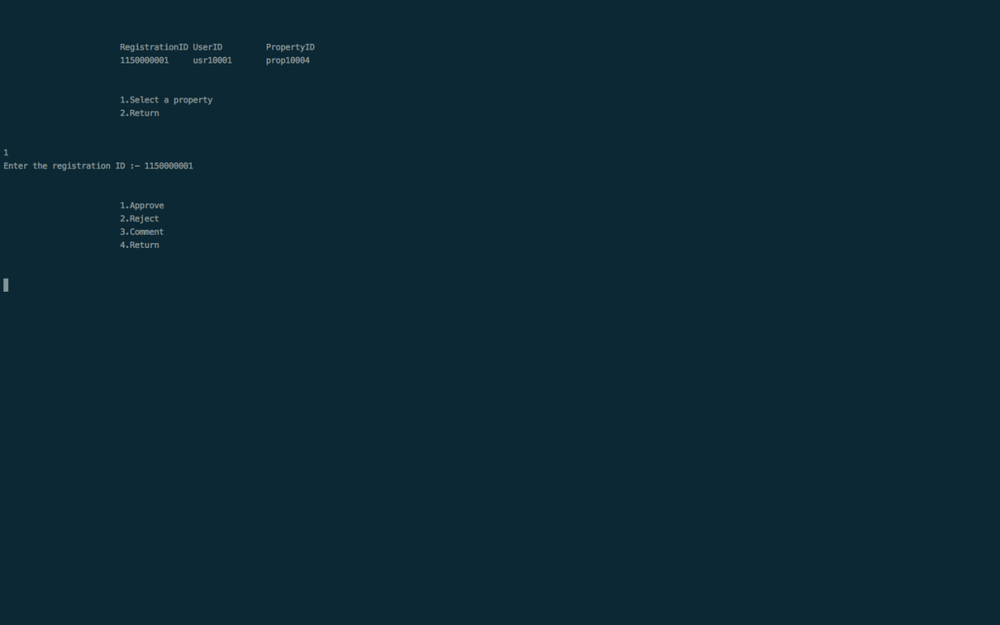 RegistrationID UserID PropertyID
1150000001 usr10001 prop10004
1.Select a property
2.Return
1
Enter the registration ID :- 1150000001
1.Approve
2.Reject
3.Comment
4.Return